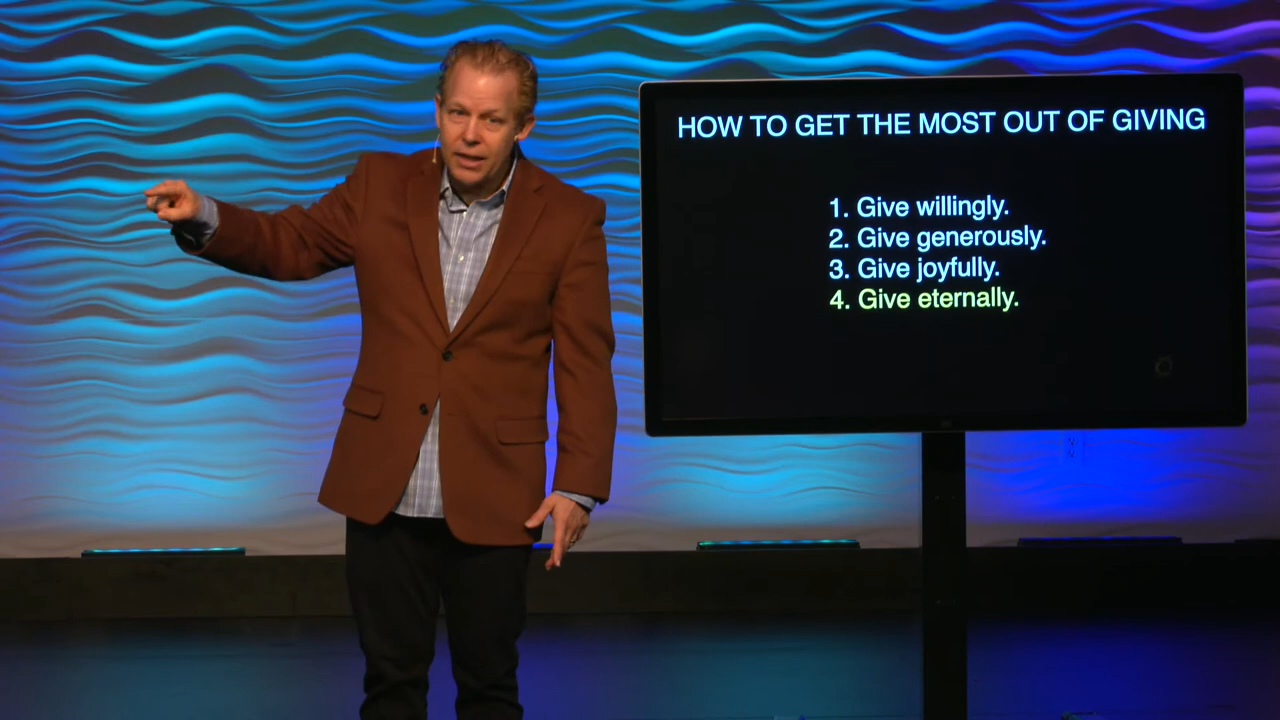 HOW TO GET THE MOST OUT OF GIVING
1. Give willingly.
2. Give generously.
3. Give joyfully.
4. Give eternally.